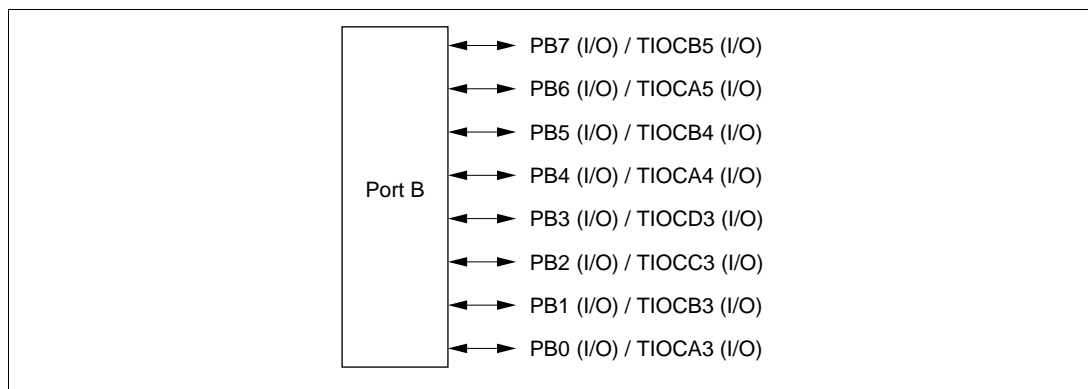 Port B
PB7 (I/O) / TIOCB5 (I/O)
PB6 (I/O) / TIOCA5 (I/O)
PB5 (I/O) / TIOCB4 (I/O)
PB4 (I/O) / TIOCA4 (I/O)
PB3 (I/O) / TIOCD3 (I/O)
PB2 (I/O) / TIOCC3 (I/O)
PB1 (I/O) / TIOCB3 (I/O)
PB0 (I/O) / TIOCA3 (I/O)